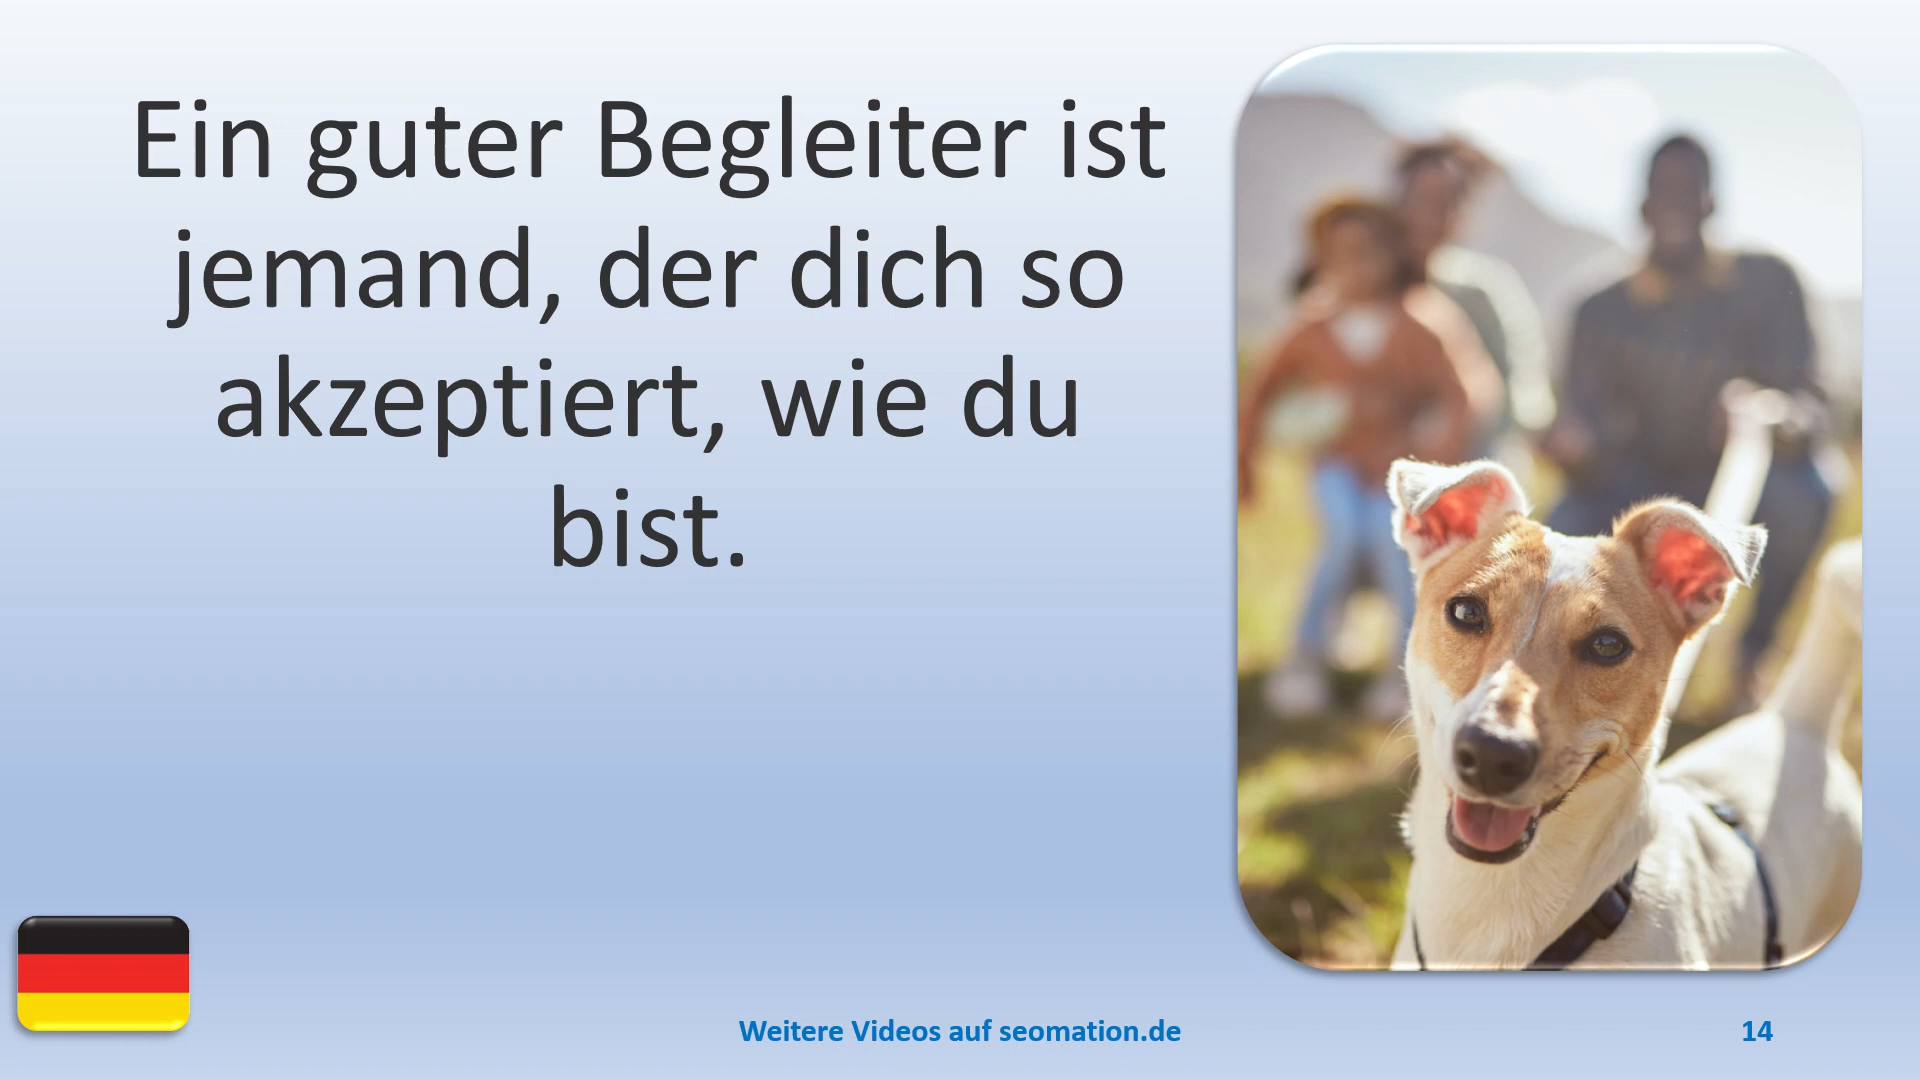 Ein guter Begleiter ist
jemand, der dich so
akzeptiert, wie du
bist.
Weitere Videos auf seomation.de
14